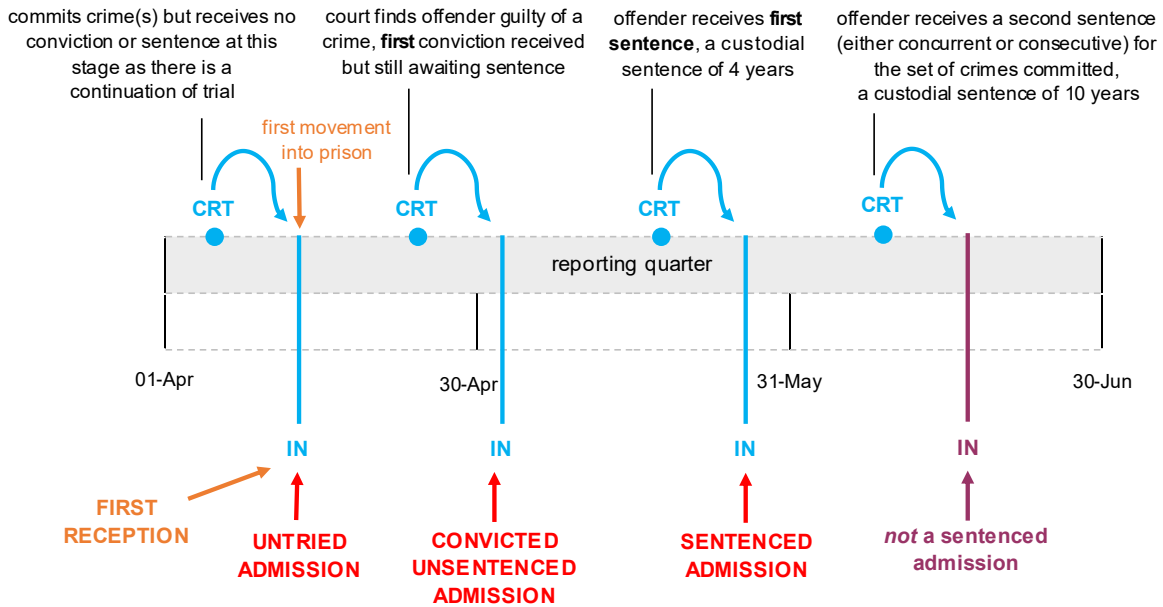 commits crime(s) but receives no
conviction or sentence at this
stage as there is a
continuation of trial
court finds offender guilty of a
crime, first conviction received
but still awaiting sentence
offender receives first
sentence, a custodial
sentence of 4 years
offender receives a second sentence
(either concurrent or consecutive) for
the set of crimes committed,
a custodial sentence of 10 years
first movement
into prison
CRT
CRT
CRT
CRT
reporting quarter
01-Apr
30-Apr
31-May
30-Jun
IN
IN
IN
IN
FIRST
RECEPTION
UNTRIED
ADMISSION
CONVICTED
UNSENTENCED
ADMISSION
SENTENCED
ADMISSION
not a sentenced
admission